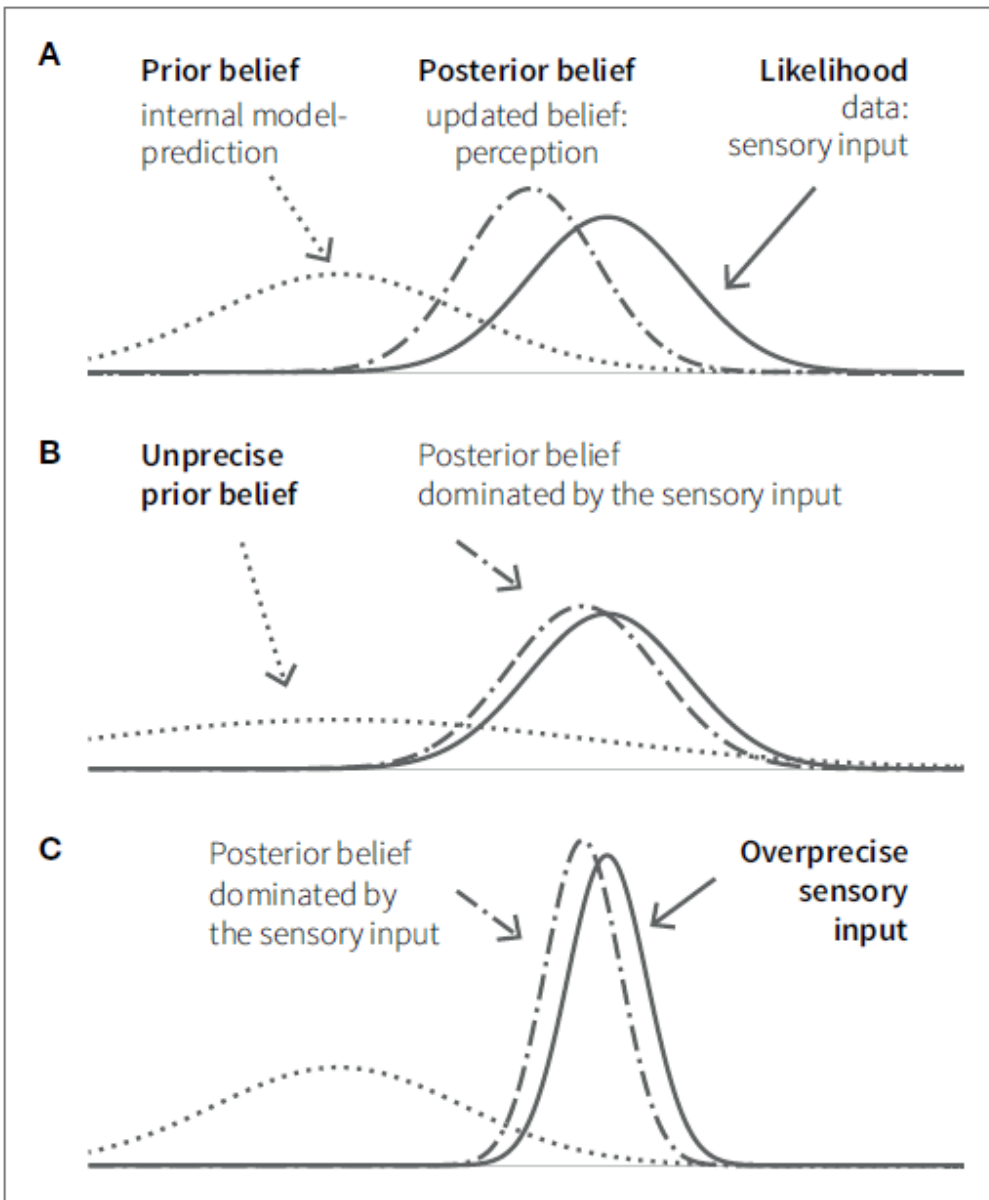 A
Prior belief
internal model-
prediction
Posterior belief
updated belief:
perception
Likelihood
data:
sensory input
B
Unprecise
prior belief
Posterior belief
dominated by the sensory input
C
Posterior belief
dominated by
the sensory input
Overprecise
sensory
input